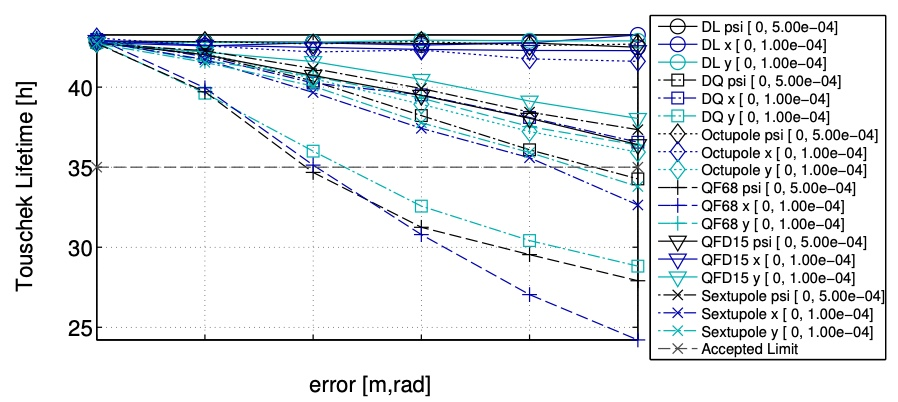 Touschek Lifetime [h]
40
35
30
25
error [m,rad]
DL psi [ 0, 5.00e−04]
DL x [ 0, 1.00e−04]
DL y [ 0, 1.00e−04]
DQ psi [ 0, 5.00e−04]
DQ x [ 0, 1.00e−04]
DQ y [ 0, 1.00e−04]
Octupole psi [ 0, 5.00e−04]
Octupole x [ 0, 1.00e−04]
Octupole y [ 0, 1.00e−04]
QF68 psi [ 0, 5.00e−04]
QF68 x [ 0, 1.00e−04]
QF68 y [ 0, 1.00e−04]
QFD15 psi [ 0, 5.00e−04]
QFD15 x [ 0, 1.00e−04]
QFD15 y [ 0, 1.00e−04]
Sextupole psi [ 0, 5.00e−04]
Sextupole x [ 0, 1.00e−04]
Sextupole y [ 0, 1.00e−04]
Accepted Limit